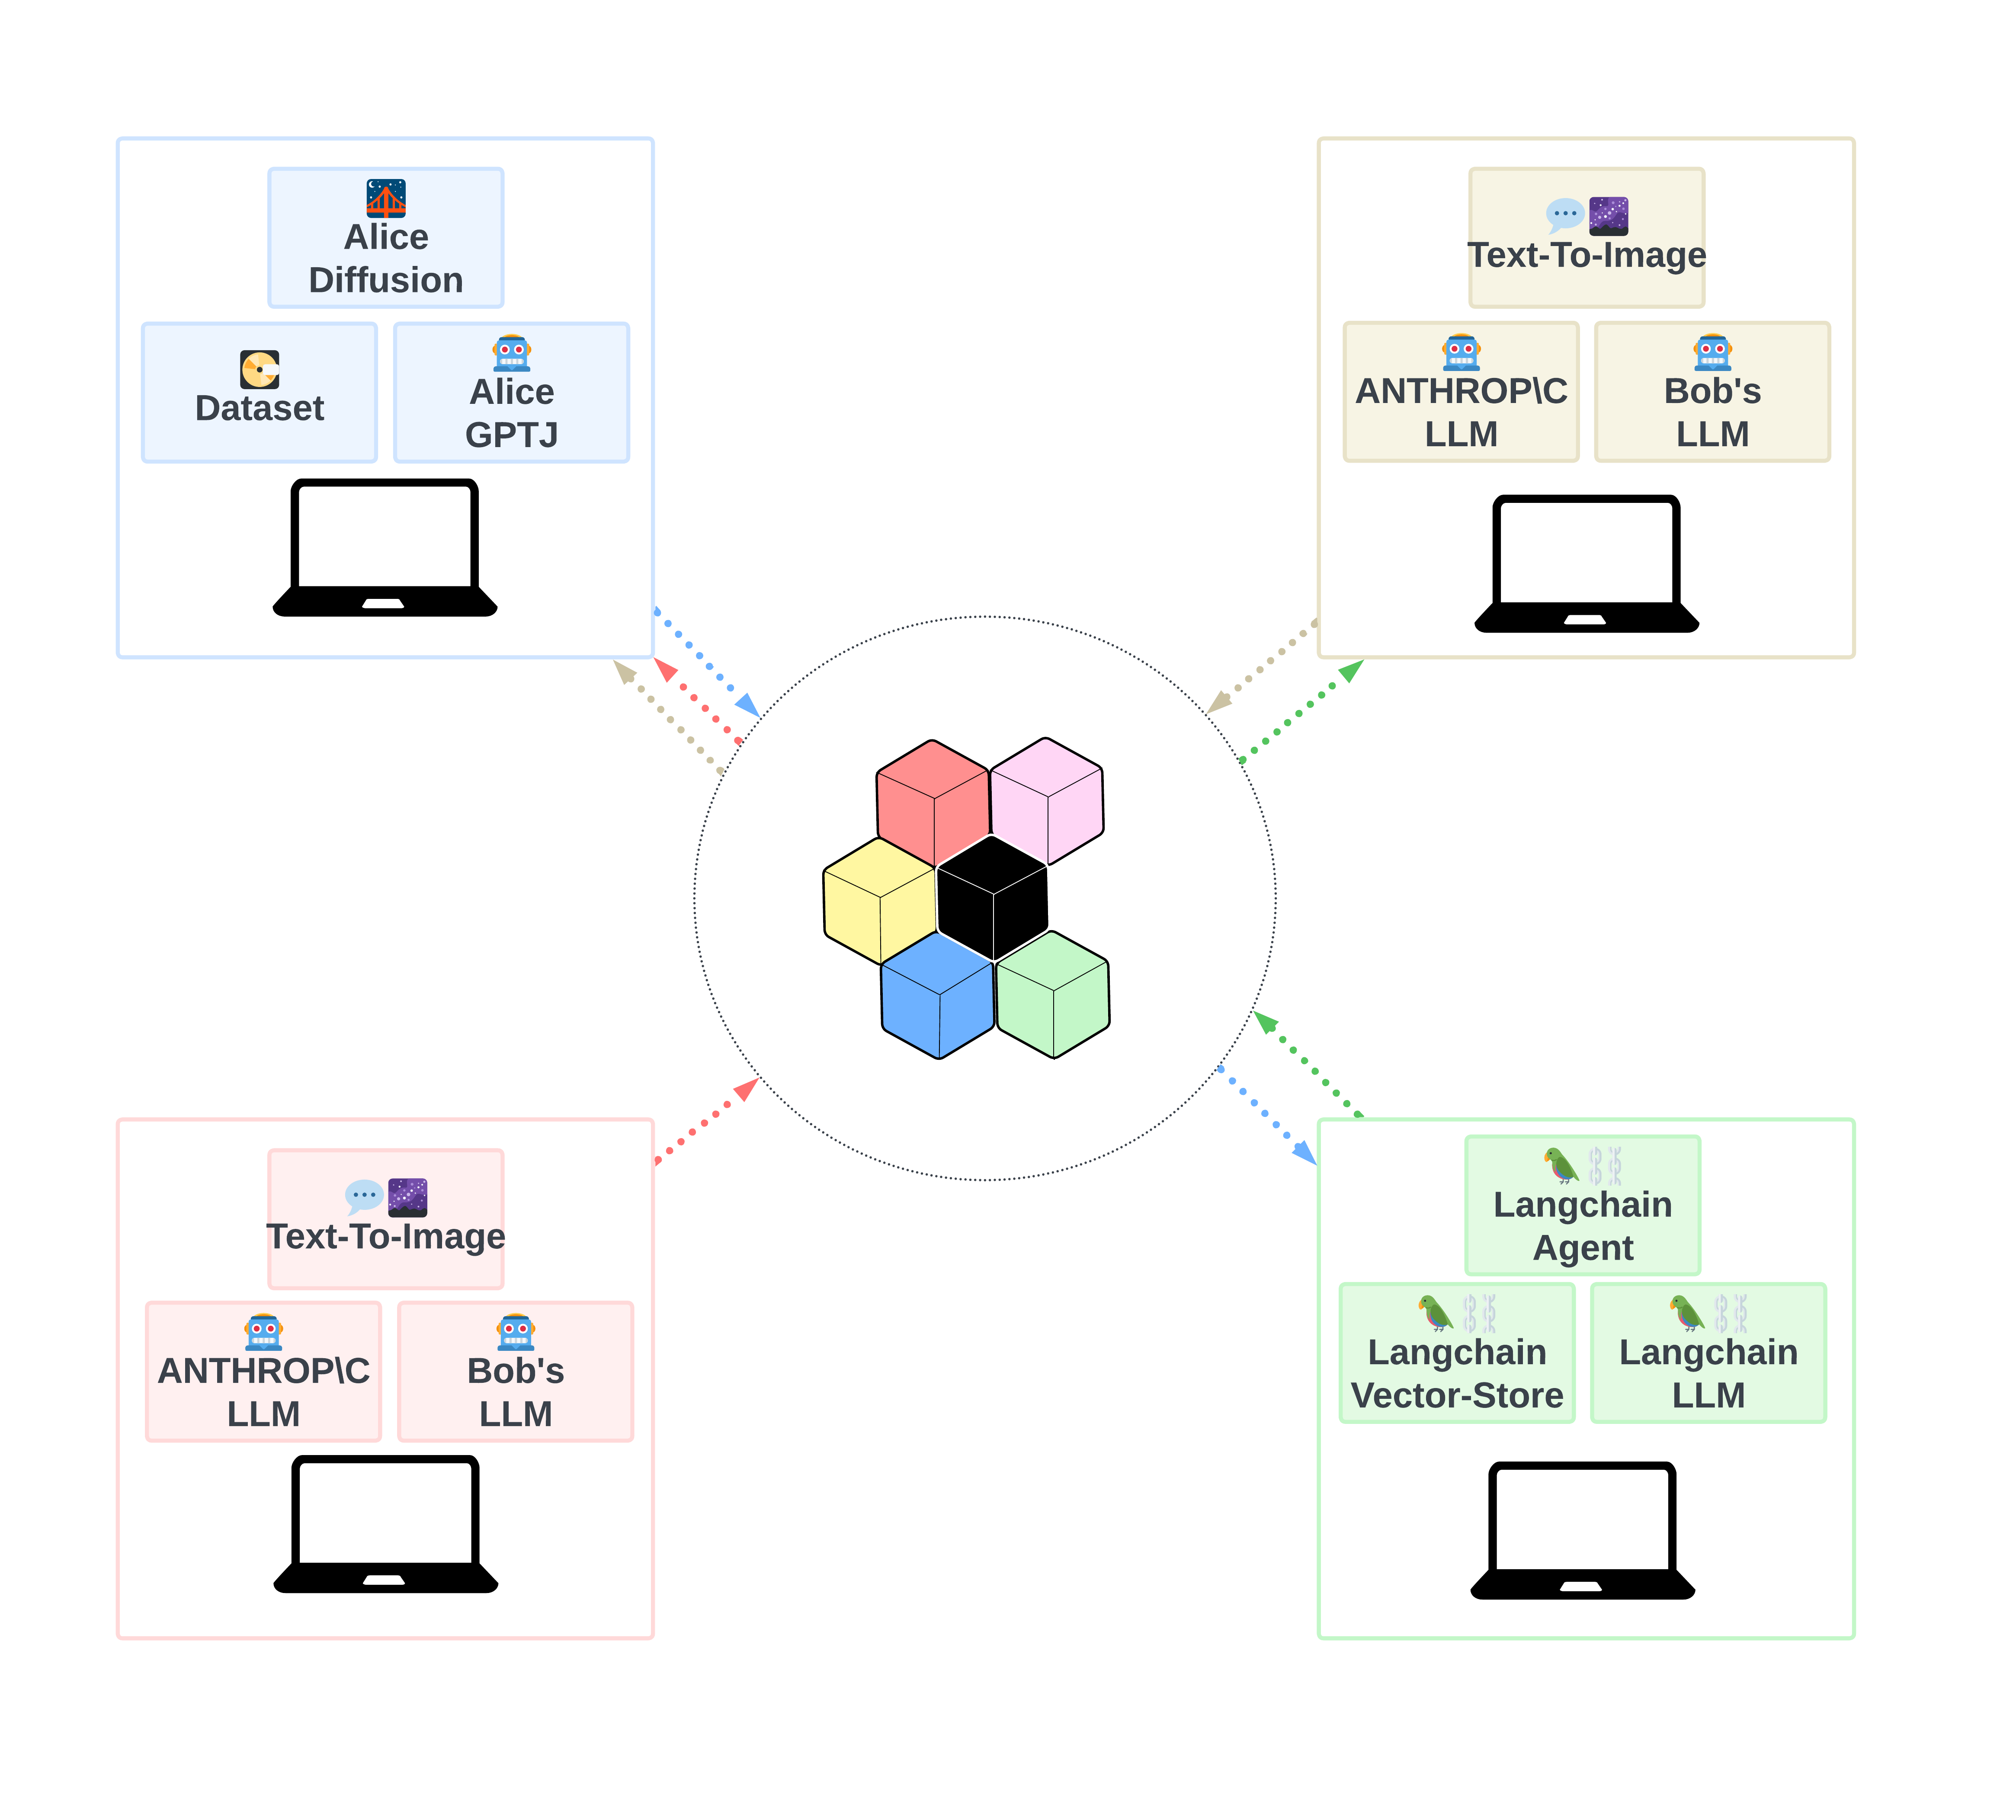 Alice
Diffusion
Dataset
Alice
GPTJ
Text-To-Image
ANTHROP\C
LLM
Bob's
LLM
Text-To-Image
ANTHROP\C
LLM
Bob's
LLM
Langchain
Agent
Langchain
Vector-Store
Langchain
LLM